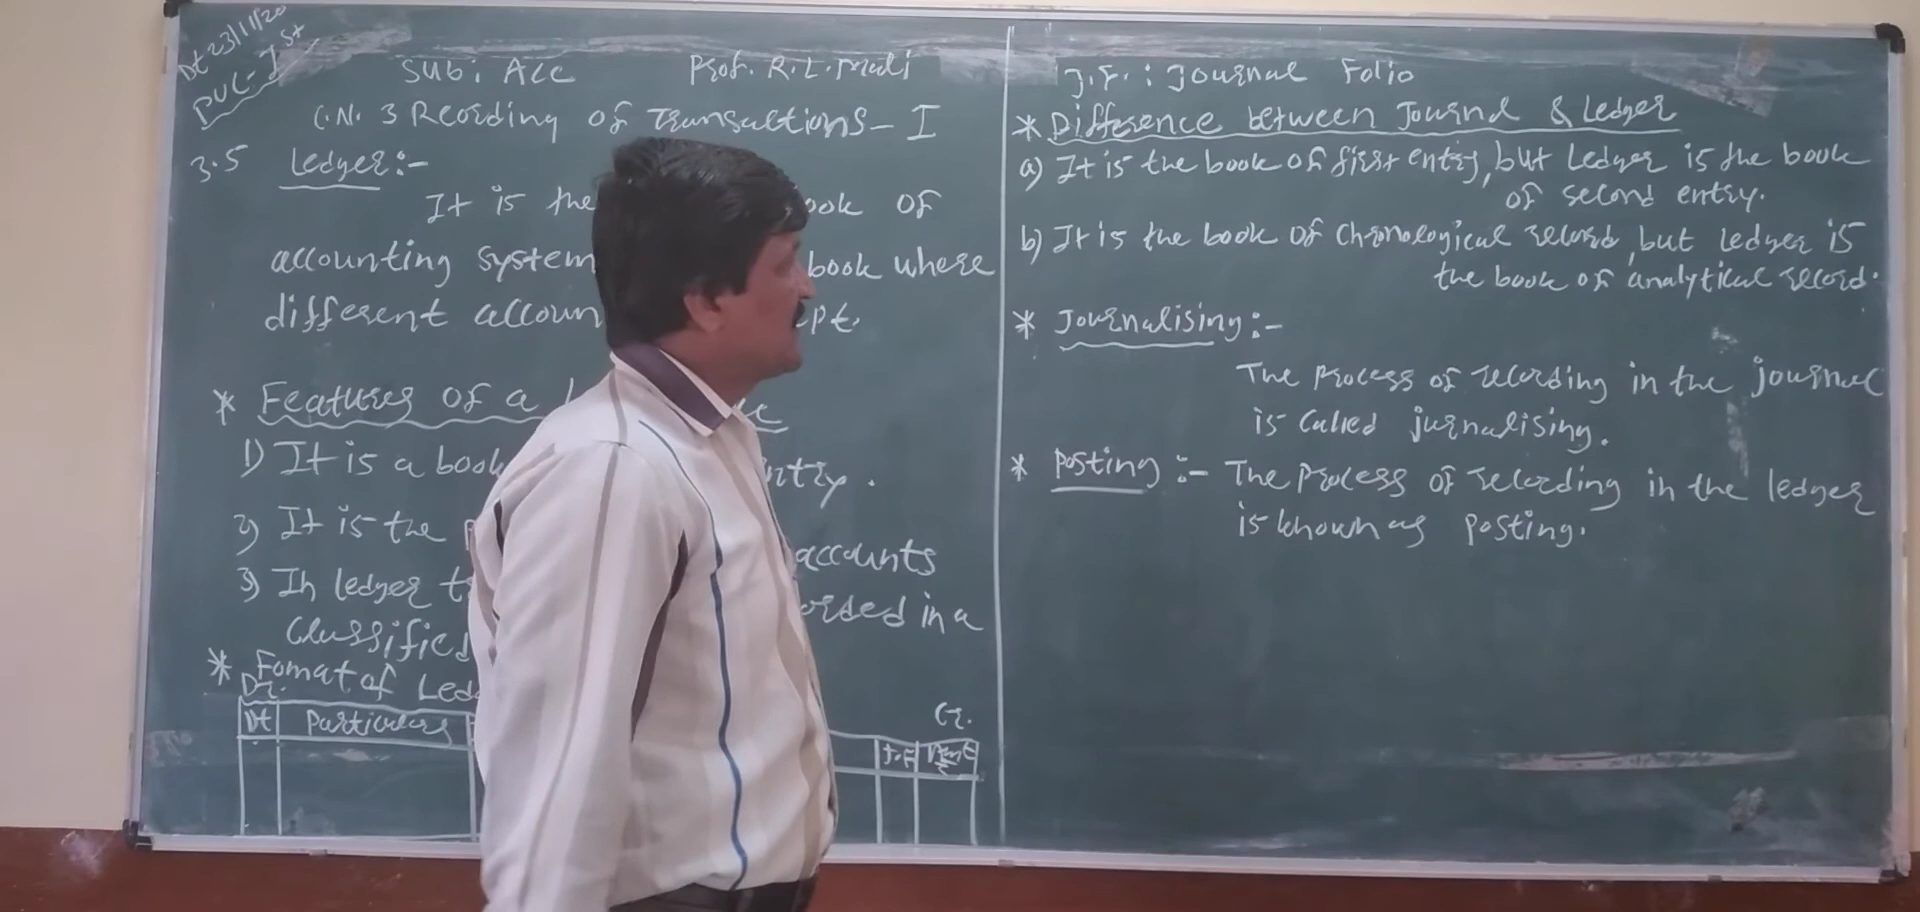 Dt 23/11/20
PUC-I st
Sub: Acc Prof. R.L. Mali
C.N. 3 Reording of Transactions- I
3.5 Ledger:-
It is the ook of
accounting system book where
different accoun ept.
* Features of a
1) It is a book ntry.
2) It is the accounts
3) In ledger orded in a
Classified
* Fomat of Led
Dr. Cr.
Dt Particulars J.F Amt
₹
J.F. : Journal Folio
* Difference between Journal & Ledger
a) It is the book of first entry, but Ledger is the book
of second entry.
b) It is the book of Chronological record, but ledger is
the book of analytical record.
* Journalising:-
The Process of recording in the journal
is Called jurnalising.
* Posting :- The Process of recording in the ledger
is known as posting.